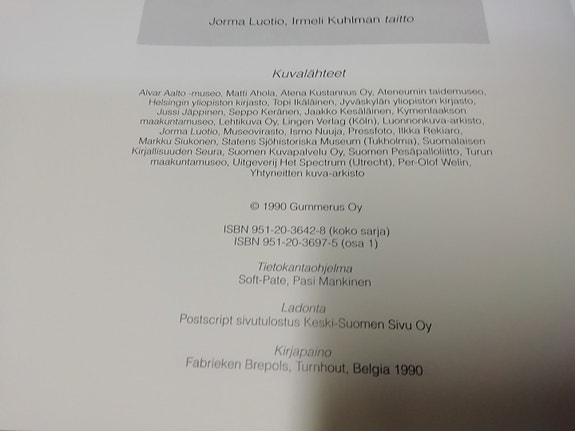 Jorma Luotio, Irmeli Kuhlman taitto
Kuvalähteet
Alvar Aalto -museo, Matti Ahola, Atena Kustannus Oy, Ateneumin taidemuseo,
Helsingin yliopiston kirjasto, Topi Ikäläinen, Jyväskylän yliopiston kirjasto,
Jussi Jäppinen, Seppo Keränen, Jaakko Kesäläinen, Kymenlaakson
maakuntamuseo, Lehtikuva Oy, Lingen Verlag (Köln), Luonnonkuva-arkisto,
Jorma Luotio, Museovirasto, Ismo Nuuja, Pressfoto, Ilkka Rekiaro,
Markku Siukonen, Statens Sjöhistoriska Museum (Tukholma), Suomalaisen
Kirjallisuuden Seura, Suomen Kuvapalvelu Oy, Suomen Pesäpalloliitto, Turun
maakuntamuseo, Uitgeverij Het Spectrum (Utrecht), Per-Olof Welin,
Yhtyneitten kuva-arkisto
© 1990 Gummerus Oy
ISBN 951-20-3642-8 (koko sarja)
ISBN 951-20-3697-5 (osa 1)
Tietokantaohjelma
Soft-Pate, Pasi Mankinen
Ladonta
Postscript sivutulostus Keski-Suomen Sivu Oy
Kirjapaino
Fabrieken Brepols, Turnhout, Belgia 1990